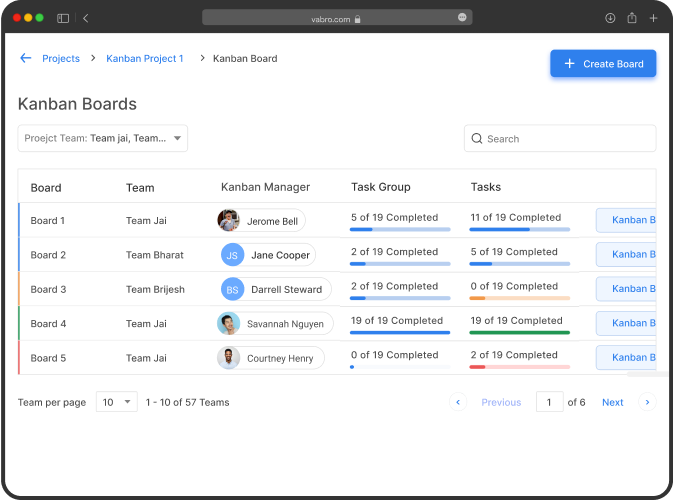 vabro.com
Projects > Kanban Project 1 > Kanban Board
+ Create Board
Kanban Boards
Proejct Team: Team jai, Team...
Search
Board Team Kanban Manager Task Group Tasks
Board 1 Team Jai Jerome Bell 5 of 19 Completed 11 of 19 Completed Kanban B
Board 2 Team Bharat JS Jane Cooper 2 of 19 Completed 5 of 19 Completed Kanban B
Board 3 Team Brijesh BS Darrell Steward 2 of 19 Completed 0 of 19 Completed Kanban B
Board 4 Team Jai Savannah Nguyen 19 of 19 Completed 19 of 19 Completed Kanban B
Board 5 Team Jai Courtney Henry 0 of 19 Completed 2 of 19 Completed Kanban B
Team per page 10 1 - 10 of 57 Teams < Previous 1 of 6 Next >